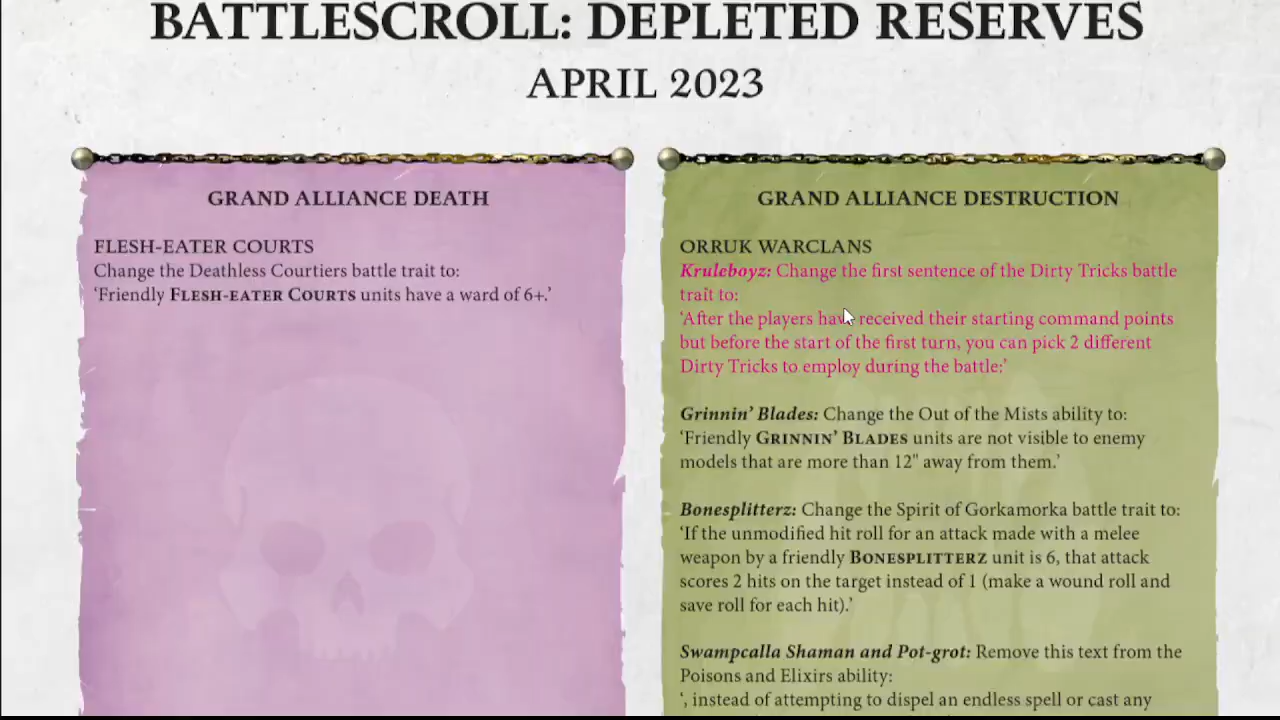 BATTLESCROLL: DEPLETED RESERVES
APRIL 2023
GRAND ALLIANCE DEATH
FLESH-EATER COURTS
Change the Deathless Courtiers battle trait to:
‘Friendly FLESH-EATER COURTS units have a ward of 6+.’
GRAND ALLIANCE DESTRUCTION
ORRUK WARCLANS
Kruleboyz: Change the first sentence of the Dirty Tricks battle
trait to:
‘After the players have received their starting command points
but before the start of the first turn, you can pick 2 different
Dirty Tricks to employ during the battle:’
Grinnin’ Blades: Change the Out of the Mists ability to:
‘Friendly GRINNIN’ BLADES units are not visible to enemy
models that are more than 12" away from them.’
Bonesplitterz: Change the Spirit of Gorkamorka battle trait to:
‘If the unmodified hit roll for an attack made with a melee
weapon by a friendly BONESPLITTERZ unit is 6, that attack
scores 2 hits on the target instead of 1 (make a wound roll and
save roll for each hit).’
Swampcalla Shaman and Pot-grot: Remove this text from the
Poisons and Elixirs ability:
‘, instead of attempting to dispel an endless spell or cast any